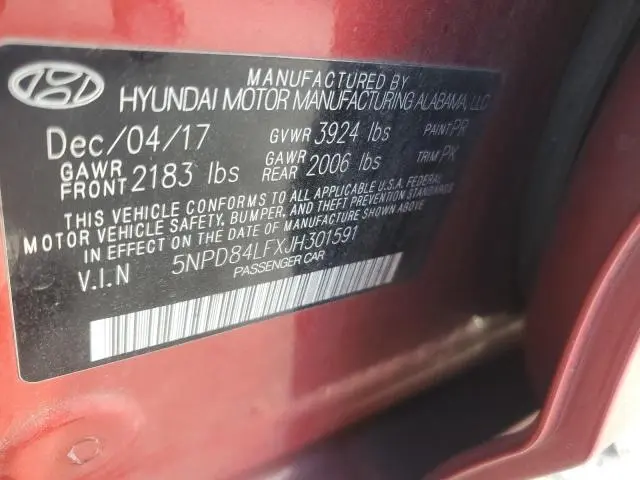 MANUFACTURED BY
HYUNDAI MOTOR MANUFACTURING ALABAMA, LLC
Dec/04/17 GVWR 3924 lbs PAINT PR
GAWR FRONT 2183 lbs GAWR REAR 2006 lbs TRIM PK
THIS VEHICLE CONFORMS TO ALL APPLICABLE U.S.A. FEDERAL
MOTOR VEHICLE SAFETY, BUMPER, AND THEFT PREVENTION STANDARDS
IN EFFECT ON THE DATE OF MANUFACTURE SHOWN ABOVE.
V.I.N 5NPD84LFXJH301591
PASSENGER CAR